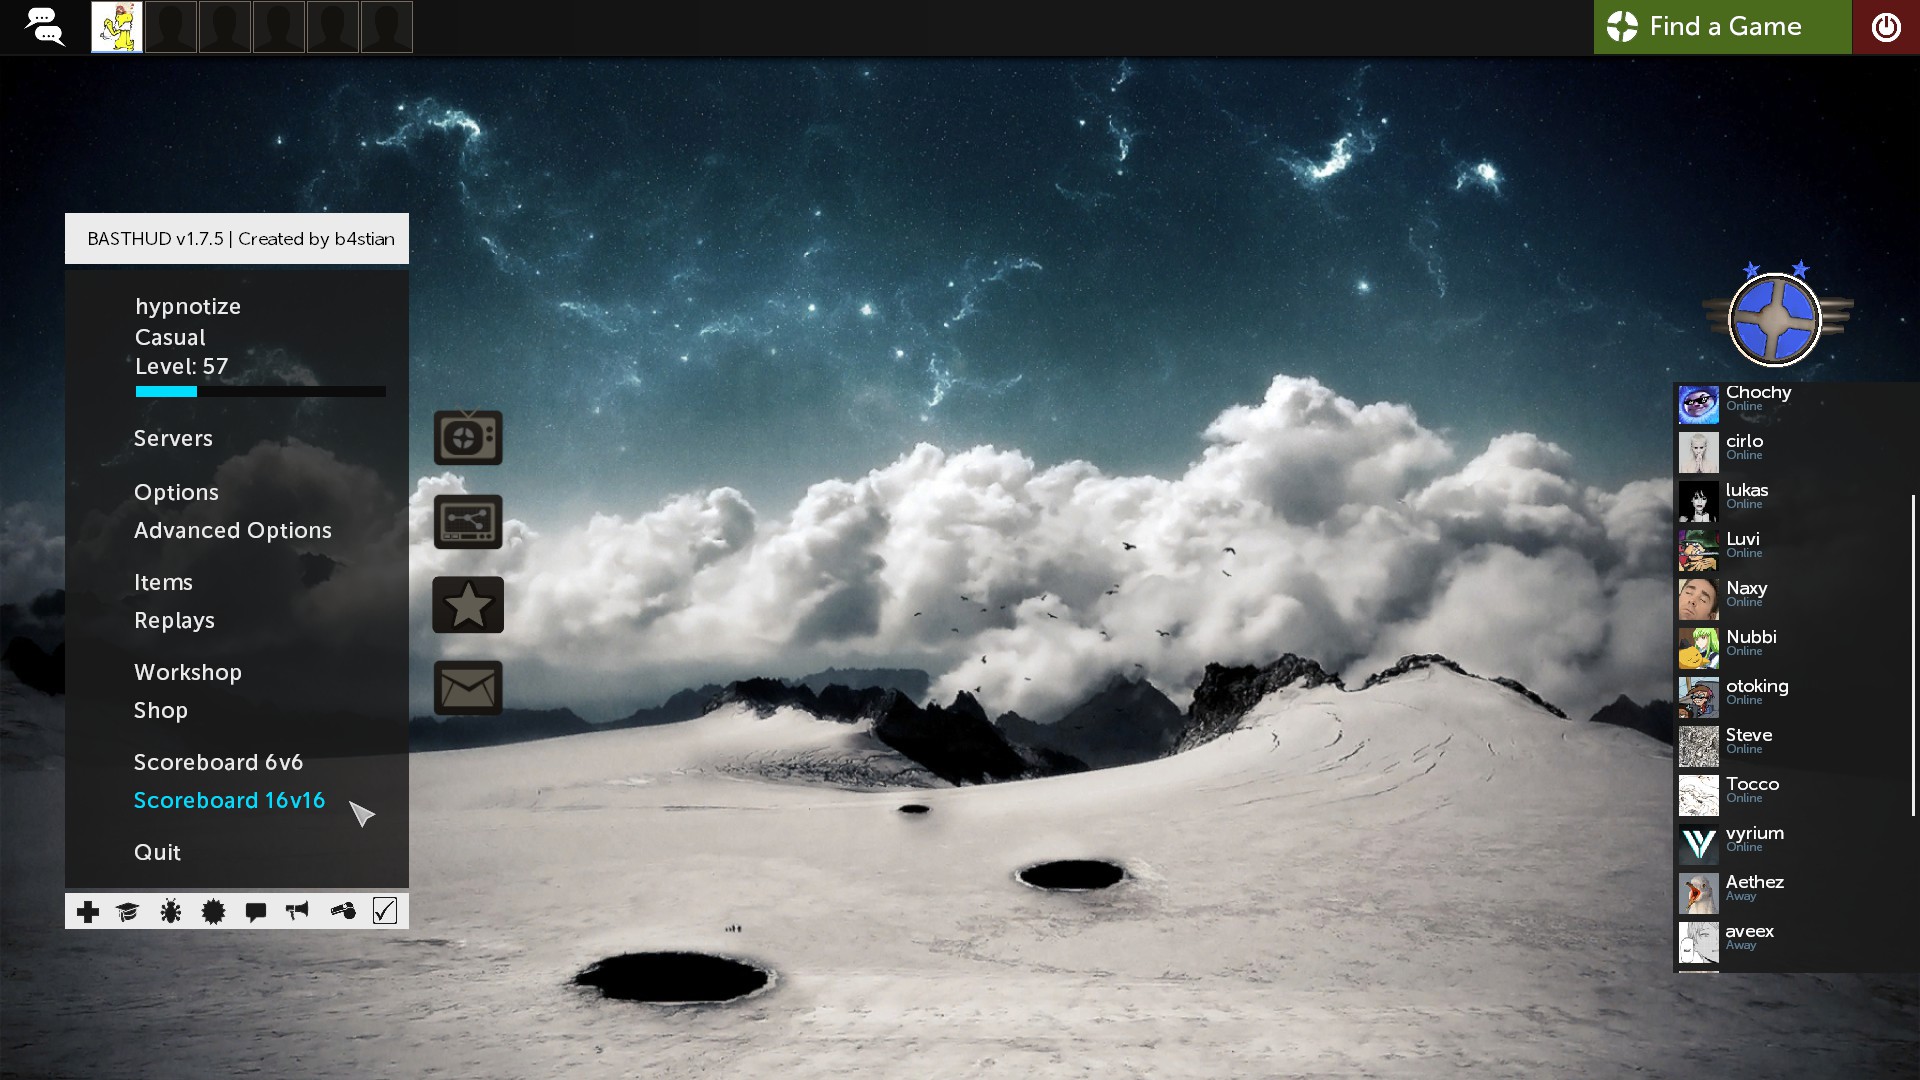 Find a Game
BASTHUD v1.7.5 | Created by b4stian
hypnotize
Casual
Level: 57
Servers
Options
Advanced Options
Items
Replays
Workshop
Shop
Scoreboard 6v6
Scoreboard 16v16
Quit
Chochy
Online
cirlo
Online
lukas
Online
Luvi
Online
Naxy
Online
Nubbi
Online
otoking
Online
Steve
Online
Tocco
Online
vyrium
Online
Aethez
Away
aveex
Away